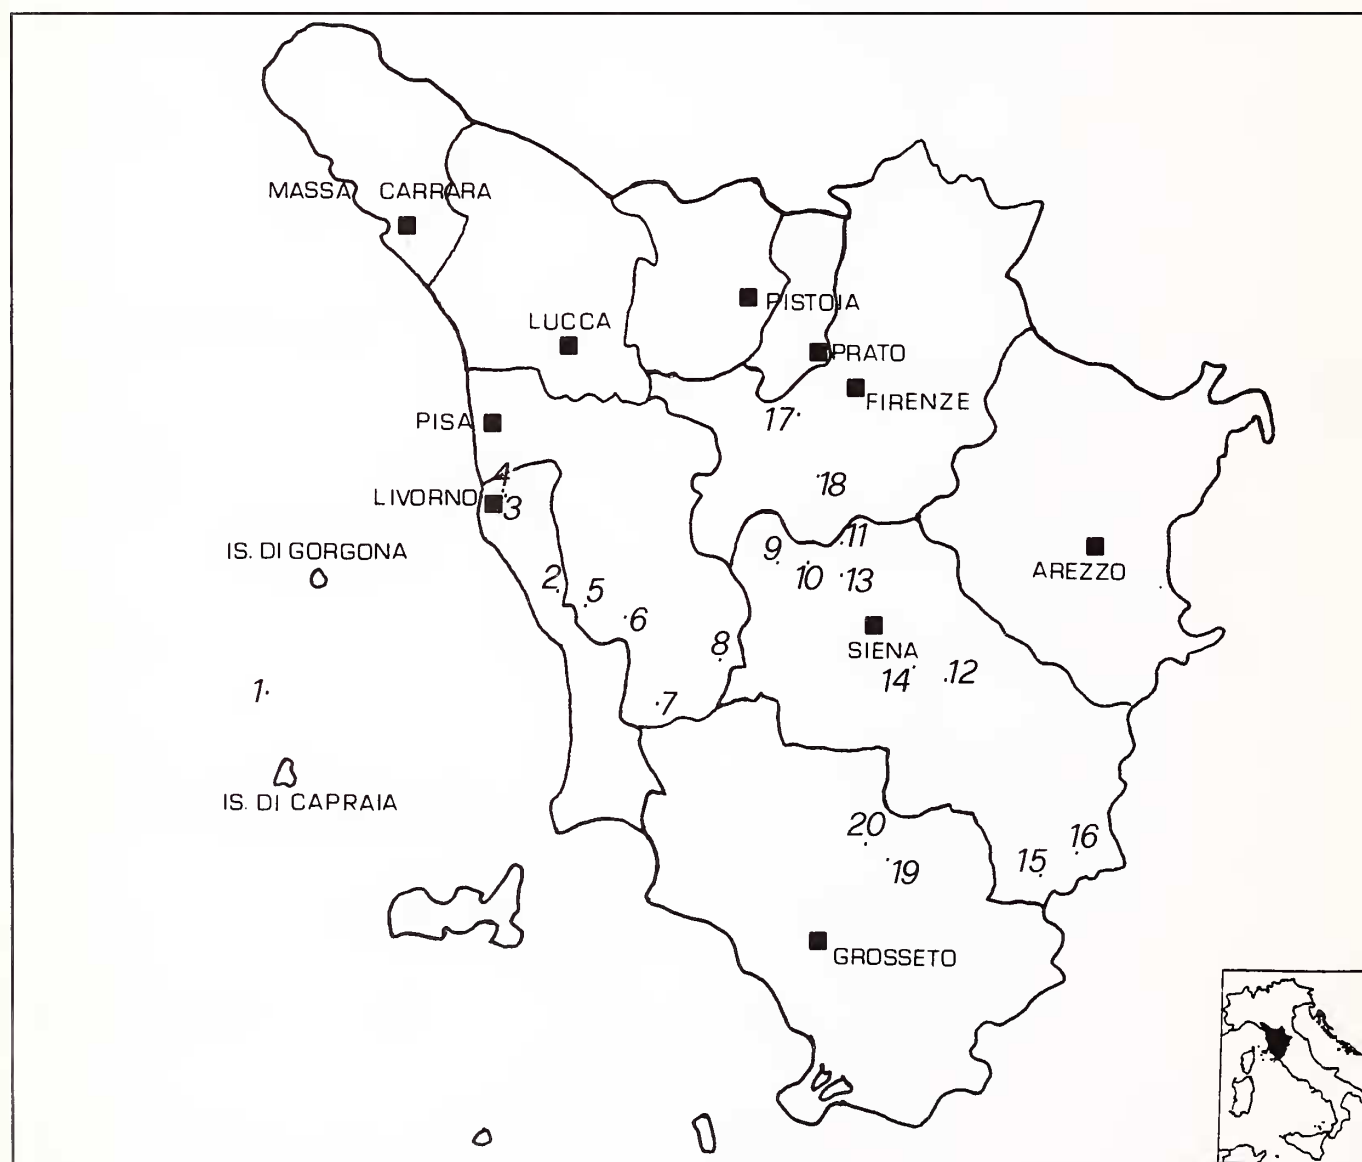 MASSA CARRARA
PISTOIA
LUCCA
PRATO
FIRENZE
17
PISA
4
18
LIVORNO
3
11
IS. DI GORGONA
9
2
5
10
13
AREZZO
6
8
SIENA
14
12
1
7
IS. DI CAPRAIA
20
16
15
19
GROSSETO